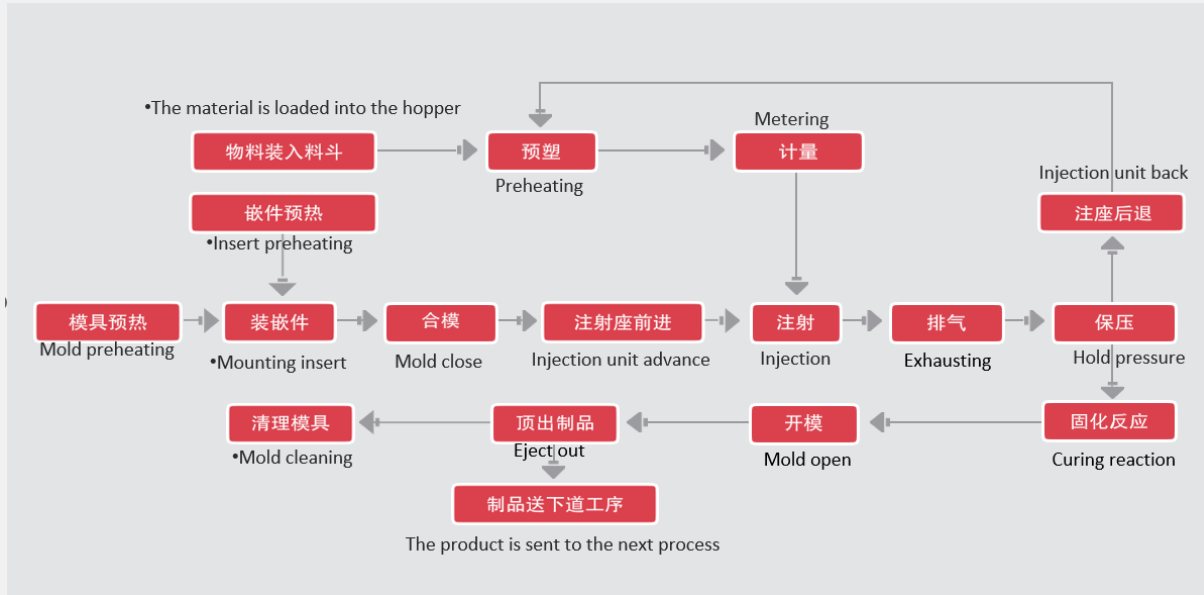 •The material is loaded into the hopper
物料装入料斗
预塑
Preheating
Metering
计量
Injection unit back
注座后退
嵌件预热
•Insert preheating
模具预热
Mold preheating
装嵌件
•Mounting insert
合模
Mold close
注射座前进
Injection unit advance
注射
Injection
排气
Exhausting
保压
Hold pressure
清理模具
•Mold cleaning
顶出制品
Eject out
开模
Mold open
固化反应
Curing reaction
制品送下道工序
The product is sent to the next process